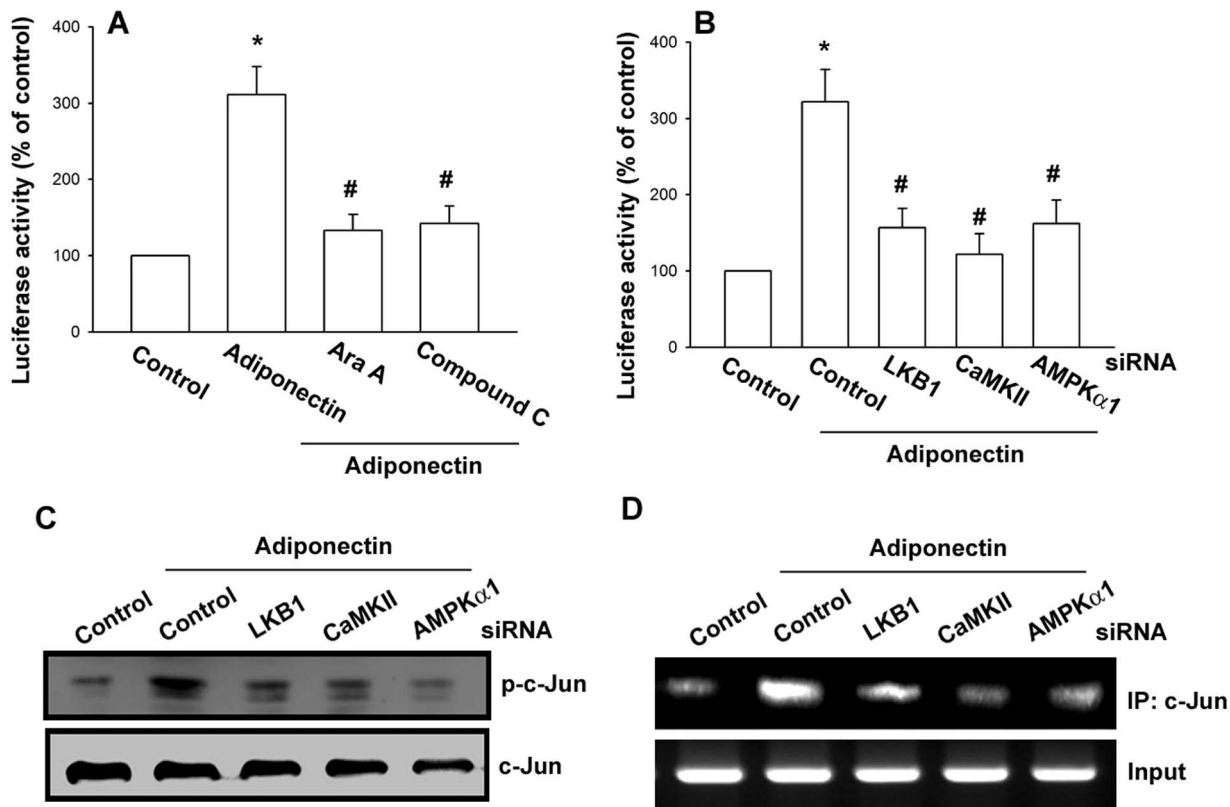 A
Luciferase activity (% of control)
400
300
200
100
0
*
#
#
Control
Adiponectin
Ara A
Compound C
Adiponectin
B
Luciferase activity (% of control)
400
300
200
100
0
*
#
#
#
Control
Control
LKB1
CaMKII
AMPKα1
siRNA
Adiponectin
C
Adiponectin
Control
Control
LKB1
CaMKII
AMPKα1
siRNA
p-c-Jun
c-Jun
D
Adiponectin
Control
Control
LKB1
CaMKII
AMPKα1
siRNA
IP: c-Jun
Input